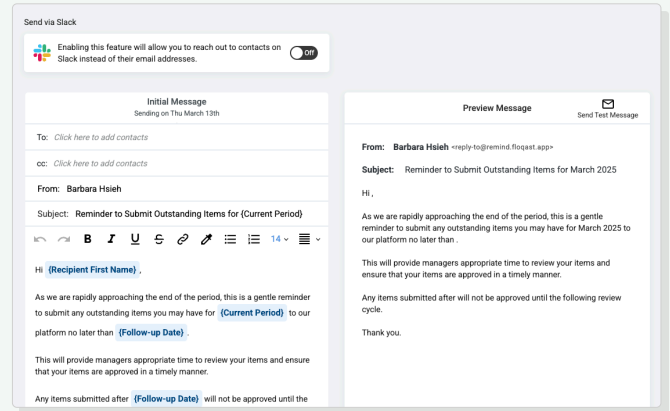 Send via Slack
Enabling this feature will allow you to reach out to contacts on
Slack instead of their email addresses.
Off
Initial Message
Sending on Thu March 13th
To: Click here to add contacts
cc: Click here to add contacts
From: Barbara Hsieh
Subject: Reminder to Submit Outstanding Items for {Current Period}
B I U S 14
Hi {Recipient First Name} ,
As we are rapidly approaching the end of the period, this is a gentle reminder
to submit any outstanding items you may have for {Current Period} to our
platform no later than {Follow-up Date} .
This will provide managers appropriate time to review your items and ensure
that your items are approved in a timely manner.
Any items submitted after {Follow-up Date} will not be approved until the
Preview Message
Send Test Message
From: Barbara Hsieh <reply-to@remind.floqast.app>
Subject: Reminder to Submit Outstanding Items for March 2025
Hi ,
As we are rapidly approaching the end of the period, this is a gentle
reminder to submit any outstanding items you may have for March 2025 to
our platform no later than .
This will provide managers appropriate time to review your items and
ensure that your items are approved in a timely manner.
Any items submitted after will not be approved until the following review
cycle.
Thank you.